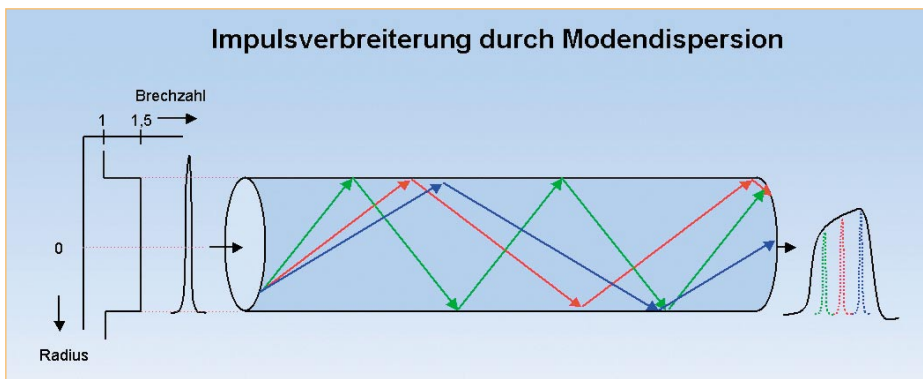 Impulsverbreiterung durch Modendispersion
Brechzahl
1 1,5
0
Radius